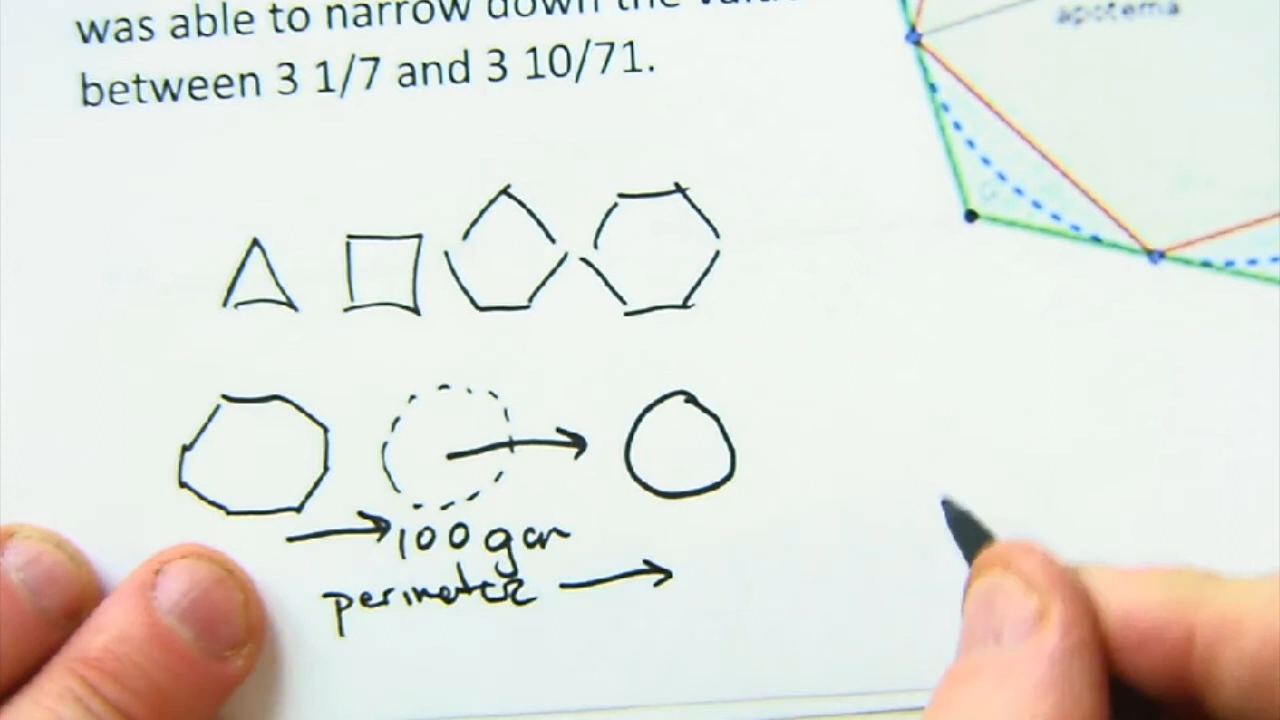 was able to narrow down the value
between 3 1/7 and 3 10/71.
apotema
100 gon
perimeter